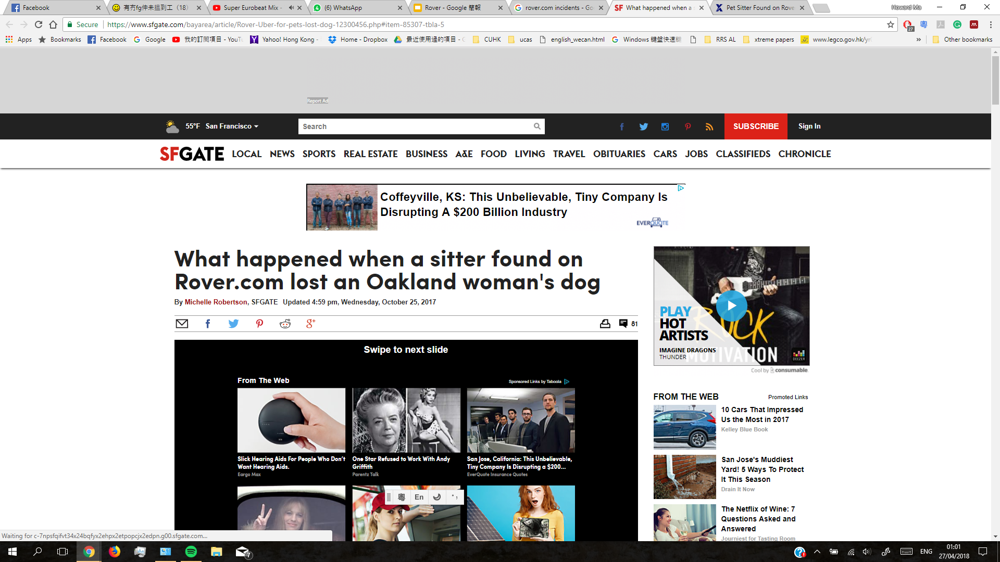 Facebook
有冇fg仲未搵到工（18）
Super Eurobeat Mix -
(6) WhatsApp
Rover - Google 簡報
rover.com incidents - Go
SF What happened when a s
X Pet Sitter Found on Rove
Howard Ma
Secure
https://www.sfgate.com/bayarea/article/Rover-Uber-for-pets-lost-dog-12300456.php#item-85307-tbla-5
27
Apps
Bookmarks
Facebook
Google
我的訂閱項目 - YouT
Yahoo! Hong Kong -
Home - Dropbox
最近使用過的項目 -
CUHK
ucas
english_wecan.html
Windows 鍵盤快速鍵
RRS AL
xtreme papers
www.legco.gov.hk/yr
»
Other bookmarks
Report Ad
55°F San Francisco
Search
SUBSCRIBE
Sign In
SFGATE
LOCAL NEWS SPORTS REAL ESTATE BUSINESS A&E FOOD LIVING TRAVEL OBITUARIES CARS JOBS CLASSIFIEDS CHRONICLE
Coffeyville, KS: This Unbelievable, Tiny Company Is
Disrupting A $200 Billion Industry
EVERQUOTE
What happened when a sitter found on
Rover.com lost an Oakland woman's dog
By Michelle Robertson, SFGATE Updated 4:59 pm, Wednesday, October 25, 2017
81
Swipe to next slide
From The Web
Sponsored Links by Taboola
Slick Hearing Aids For People Who Don't
Want Hearing Aids.
Eargo Max
One Star Refused to Work With Andy
Griffith
Parentz Talk
San Jose, California: This Unbelievable,
Tiny Company Is Disrupting a $200...
EverQuote Insurance Quotes
PLAY
HOT
ARTISTS
IMAGINE DRAGONS
THUNDER
ROCK
MOTIVATION
DEEZER
Cool by consumable.
FROM THE WEB
Promoted Links
10 Cars That Impressed
Us the Most in 2017
Kelley Blue Book
San Jose's Muddiest
Yard! 5 Ways To Protect
It This Season
Drain It Now
The Netflix of Wine: 7
Questions Asked and
Answered
Journiest for Tasting Room
粵 En
Waiting for c-7npsfqifvt34x24bqfyx2ehpx2etpopcjx2edpn.g00.sfgate.com...
7
ENG
01:01
27/04/2018